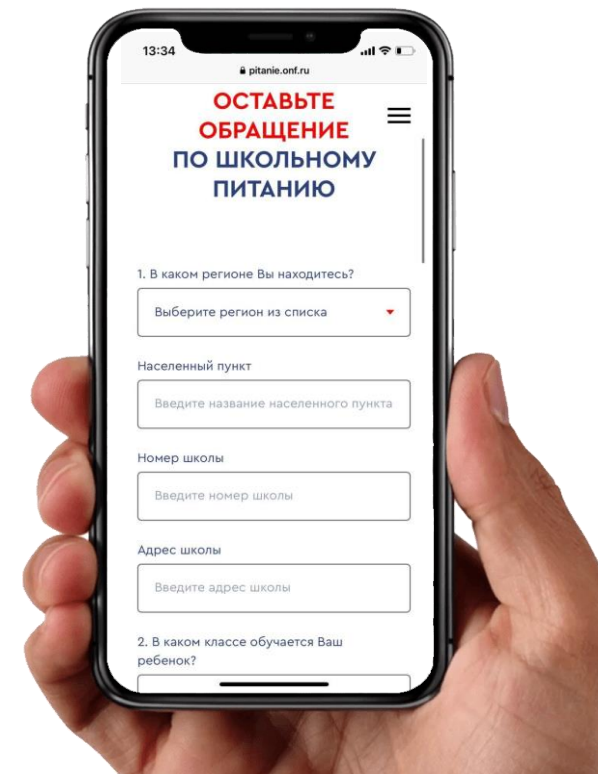 13:34
pitanie.onf.ru
ОСТАВЬТЕ
ОБРАЩЕНИЕ
ПО ШКОЛЬНОМУ
ПИТАНИЮ
1. В каком регионе Вы находитесь?
Выберите регион из списка
Населенный пункт
Введите название населенного пункта
Номер школы
Введите номер школы
Адрес школы
Введите адрес школы
2. В каком классе обучается Ваш
ребенок?